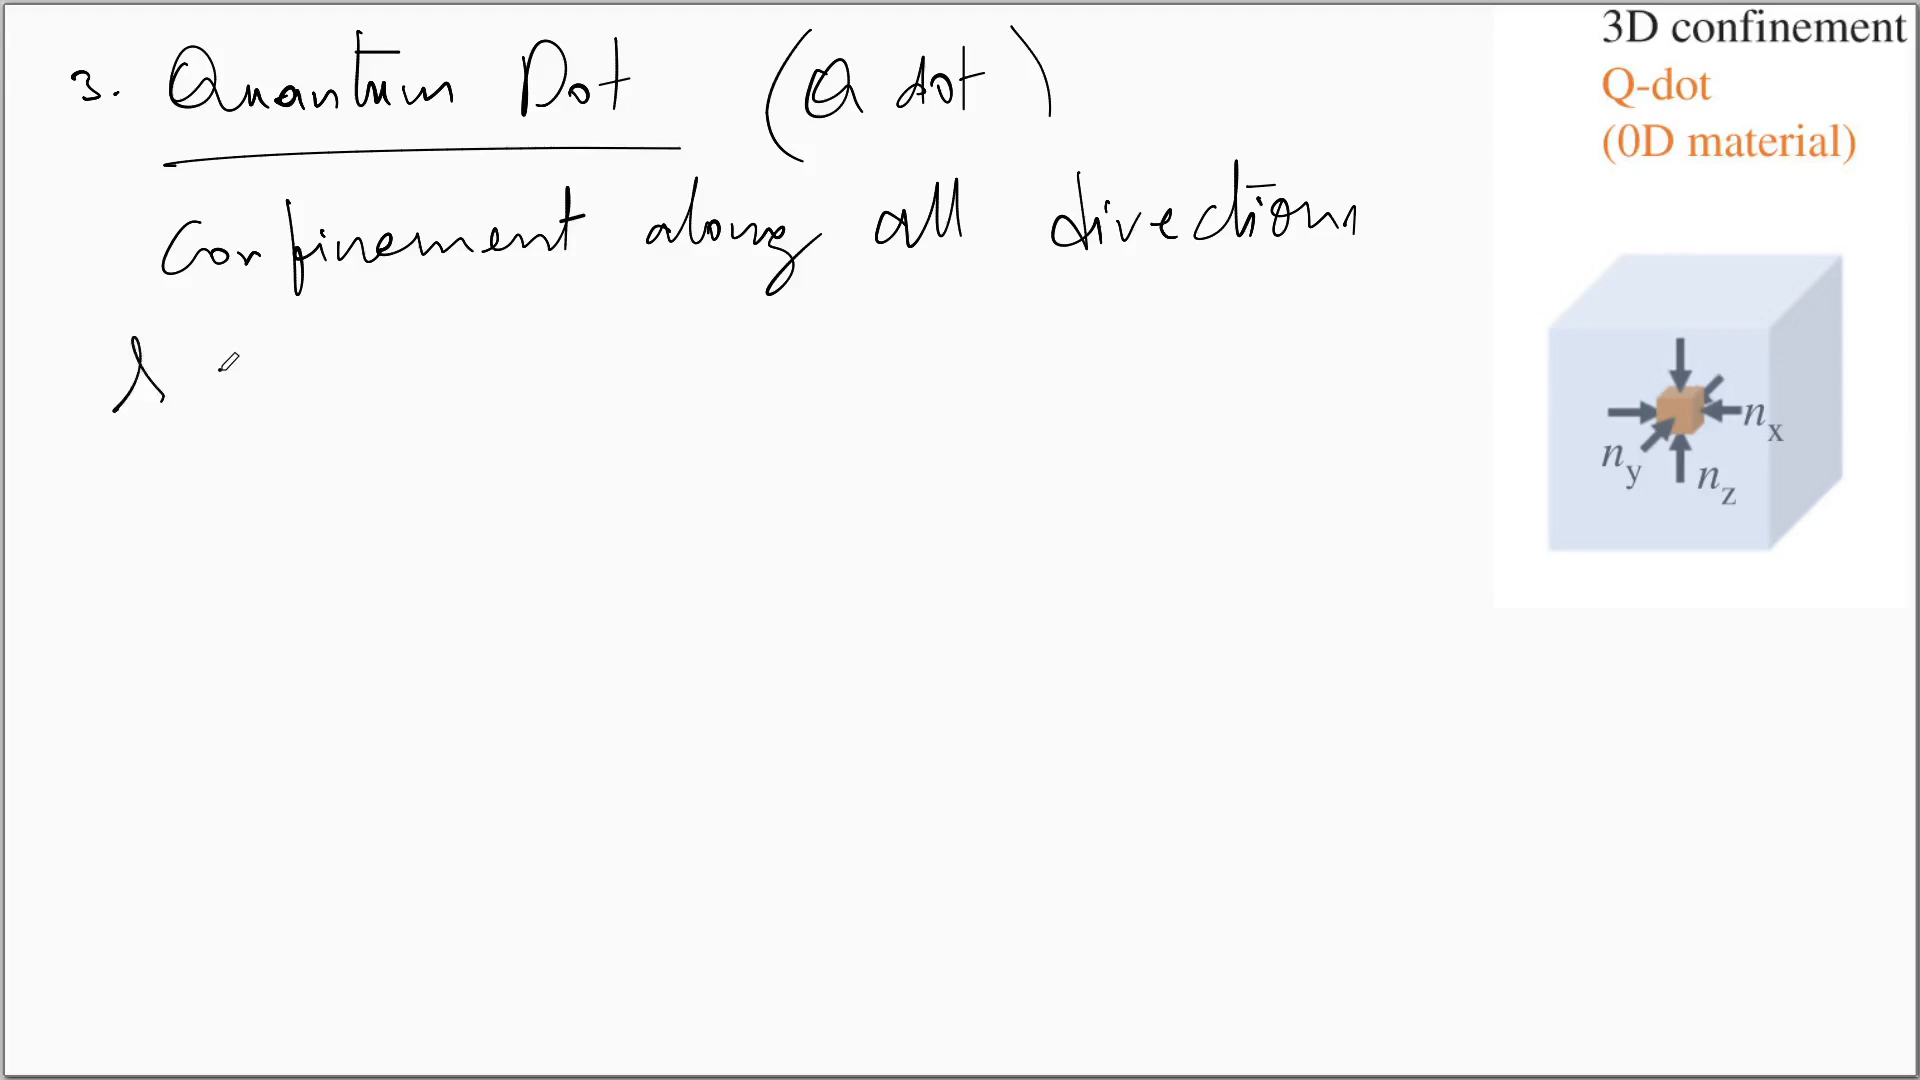 3. Quantum Dot (Q dot)
confinement along all directions
λ
3D confinement
Q-dot
(0D material)
nx
ny
nz